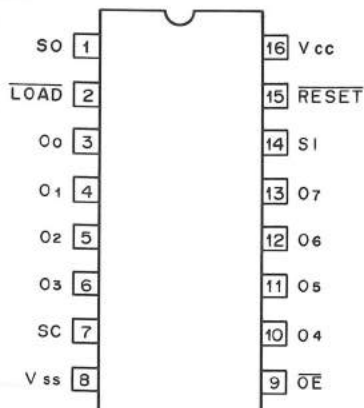 SO 1 16 Vcc
LOAD 2 15 RESET
O0 3 14 SI
O1 4 13 O7
O2 5 12 O6
O3 6 11 O5
SC 7 10 O4
Vss 8 9 OE